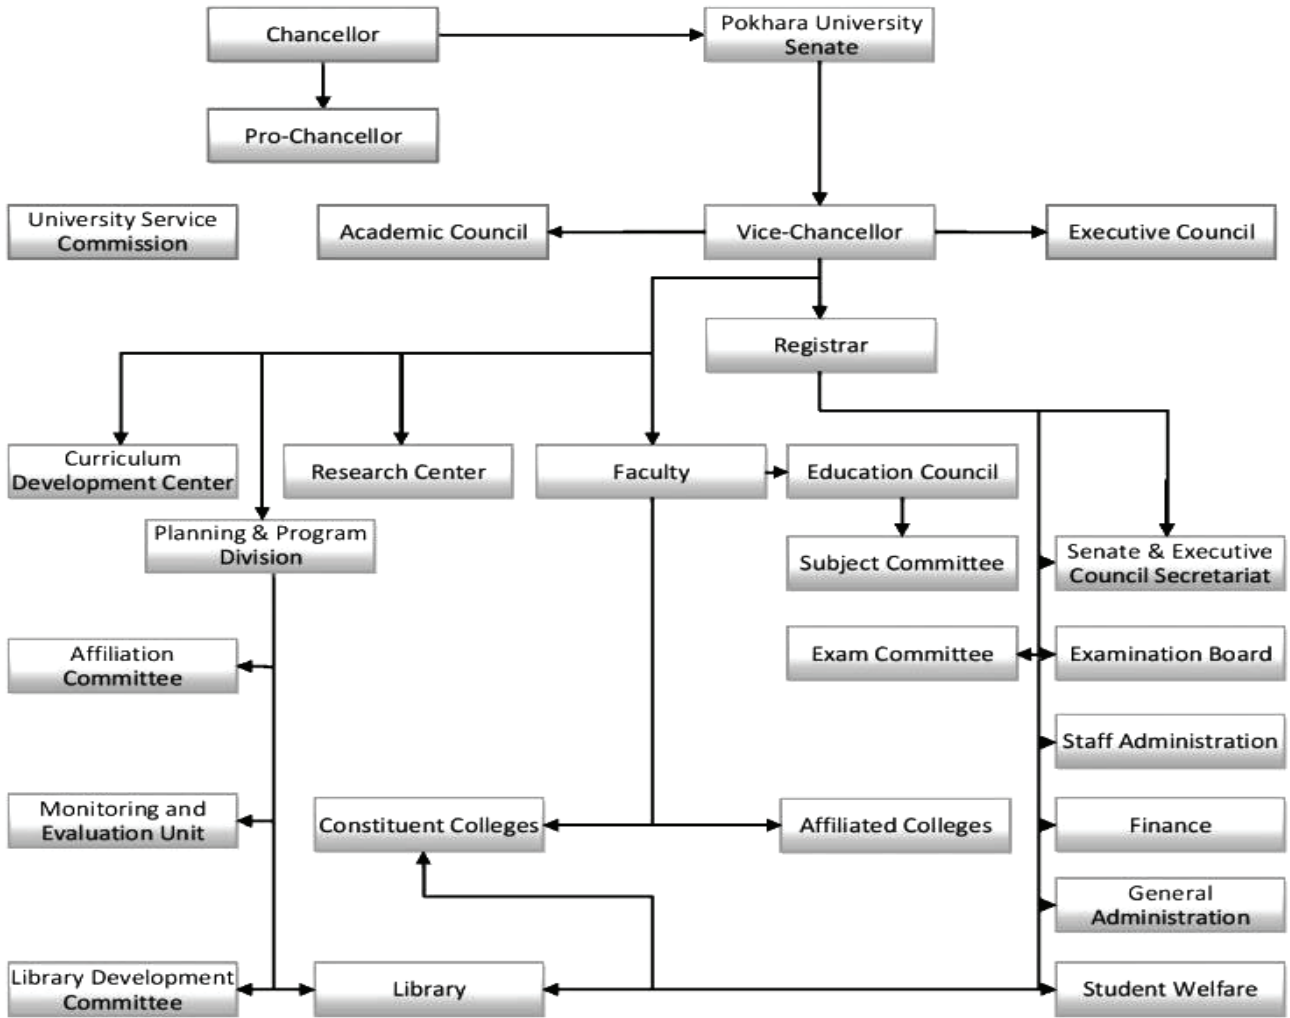 Chancellor
Pokhara University
Senate
Pro-Chancellor
University Service
Commission
Academic Council
Vice-Chancellor
Executive Council
Registrar
Curriculum
Development Center
Research Center
Faculty
Education Council
Planning & Program
Division
Subject Committee
Senate & Executive
Council Secretariat
Affiliation
Committee
Exam Committee
Examination Board
Staff Administration
Monitoring and
Evaluation Unit
Constituent Colleges
Affiliated Colleges
Finance
General
Administration
Library Development
Committee
Library
Student Welfare